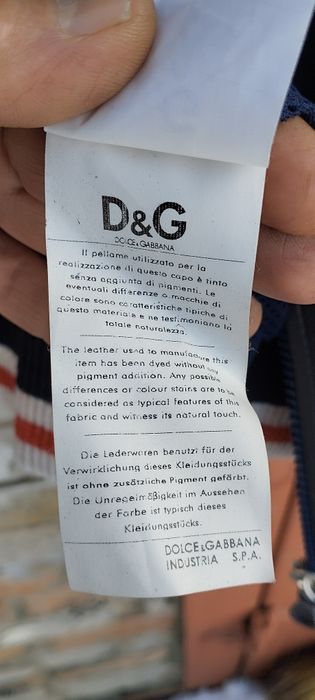 D&G
DOLCE&GABBANA
Il pellame utilizzato per la
realizzazione di questo capo è tinto
senza aggiunta di pigmenti. Le
eventuali differenze o macchie di
colore sono caratteristiche tipiche di
questo materiale e ne testimoniano la
totale naturalezza.
The leather used to manufacture this
item has been dyed without any
pigment addition. Any possible
differences or colour stains are to be
considered as typical features of this
fabric and witness its natural touch.
Die Lederwaren benutzt für der
Verwirklichung dieses Kleidungsstücks
ist ohne zusätzliche Pigment gefärbt.
Die Unregelmäßigkeit im Aussehen
der Farbe ist typisch dieses
Kleidungsstücks.
DOLCE&GABBANA
INDUSTRIA S.P.A.